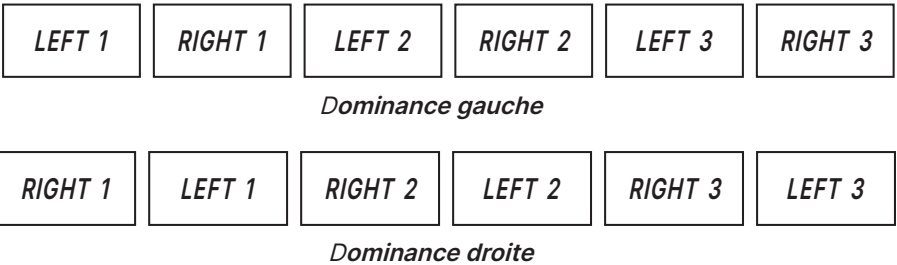 LEFT 1 RIGHT 1 LEFT 2 RIGHT 2 LEFT 3 RIGHT 3
Dominance gauche
RIGHT 1 LEFT 1 RIGHT 2 LEFT 2 RIGHT 3 LEFT 3
Dominance droite